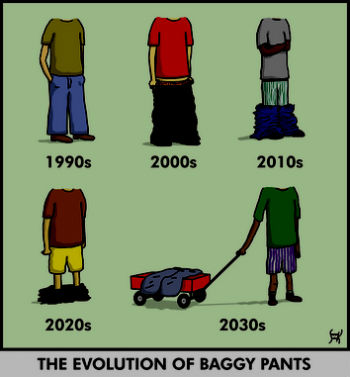 1990s
2000s
2010s
2020s
2030s
THE EVOLUTION OF BAGGY PANTS